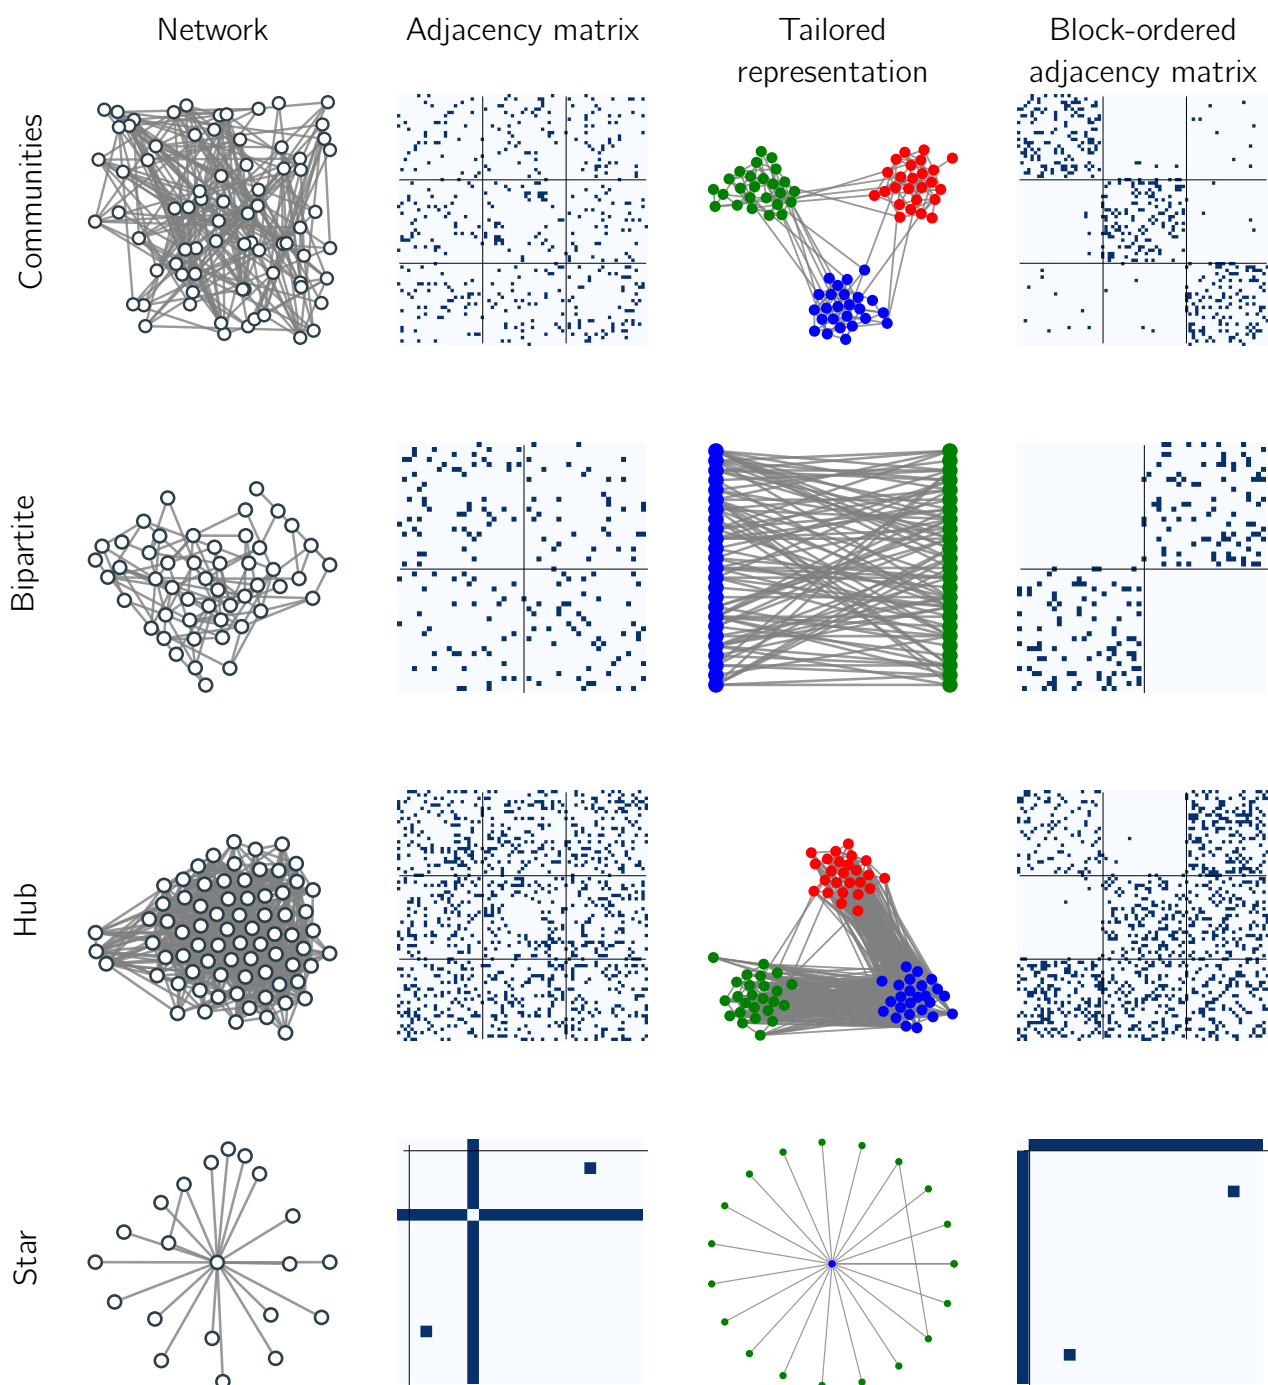 Network
Adjacency matrix
Tailored
representation
Block-ordered
adjacency matrix
Communities
Bipartite
Hub
Star